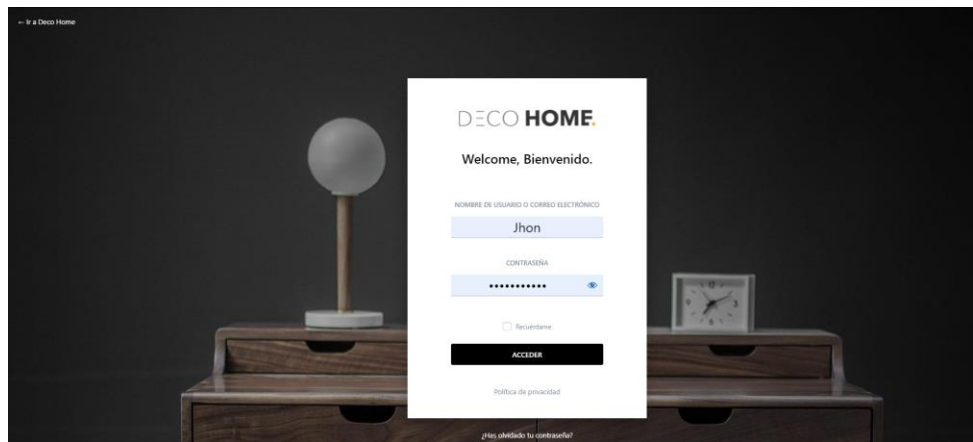 ← Ir a Deco Home
DECO HOME.
Welcome, Bienvenido.
NOMBRE DE USUARIO O CORREO ELECTRÓNICO
Jhon
CONTRASEÑA
•••••••••••
Recuérdame
ACCEDER
Política de privacidad
¿Has olvidado tu contraseña?